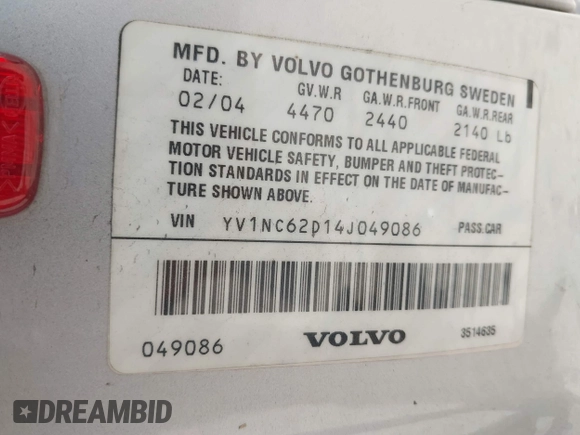 MFD. BY VOLVO GOTHENBURG SWEDEN
DATE: GV.W.R GA.W.R.FRONT GA.W.R.REAR
02/04 4470 2440 2140 Lb
THIS VEHICLE CONFORMS TO ALL APPLICABLE FEDERAL
MOTOR VEHICLE SAFETY, BUMPER AND THEFT PROTEC-
TION STANDARDS IN EFFECT ON THE DATE OF MANUFAC-
TURE SHOWN ABOVE.
VIN YV1NC62D14J049086 PASS.CAR
049086 VOLVO 3514635
DREAMBID